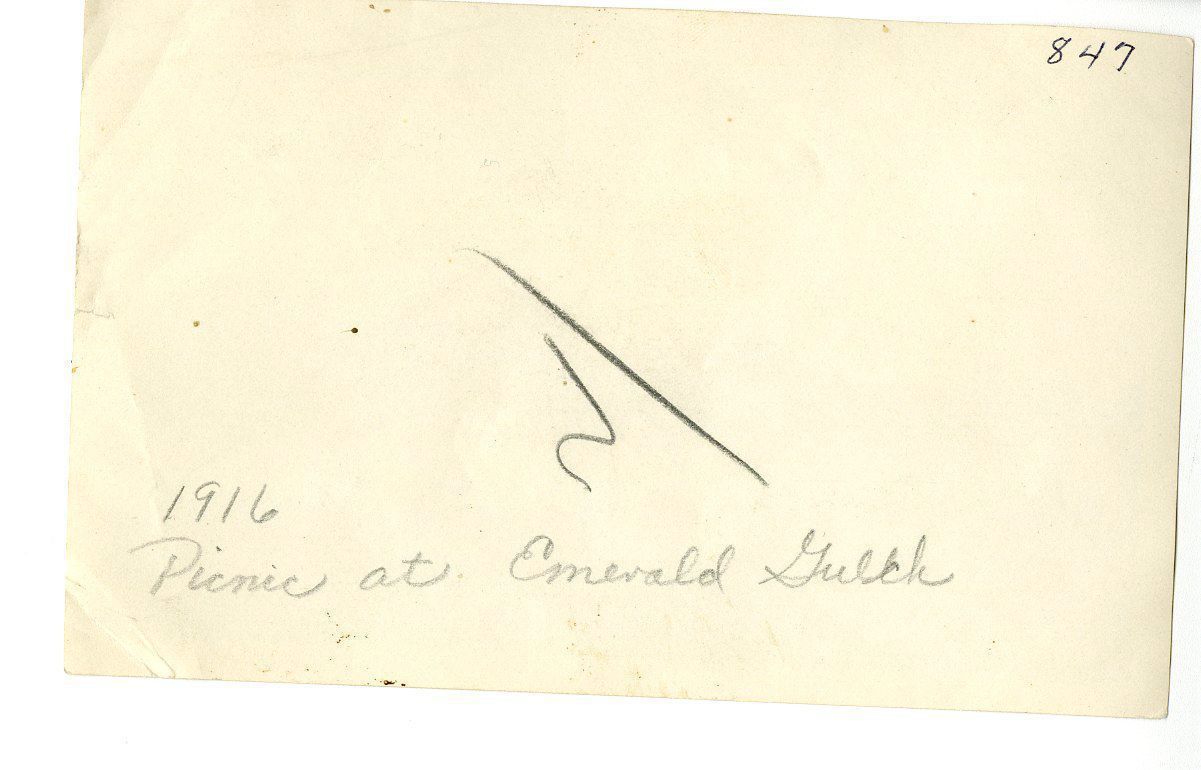 847
1916
Picnic at Emerald Gulch